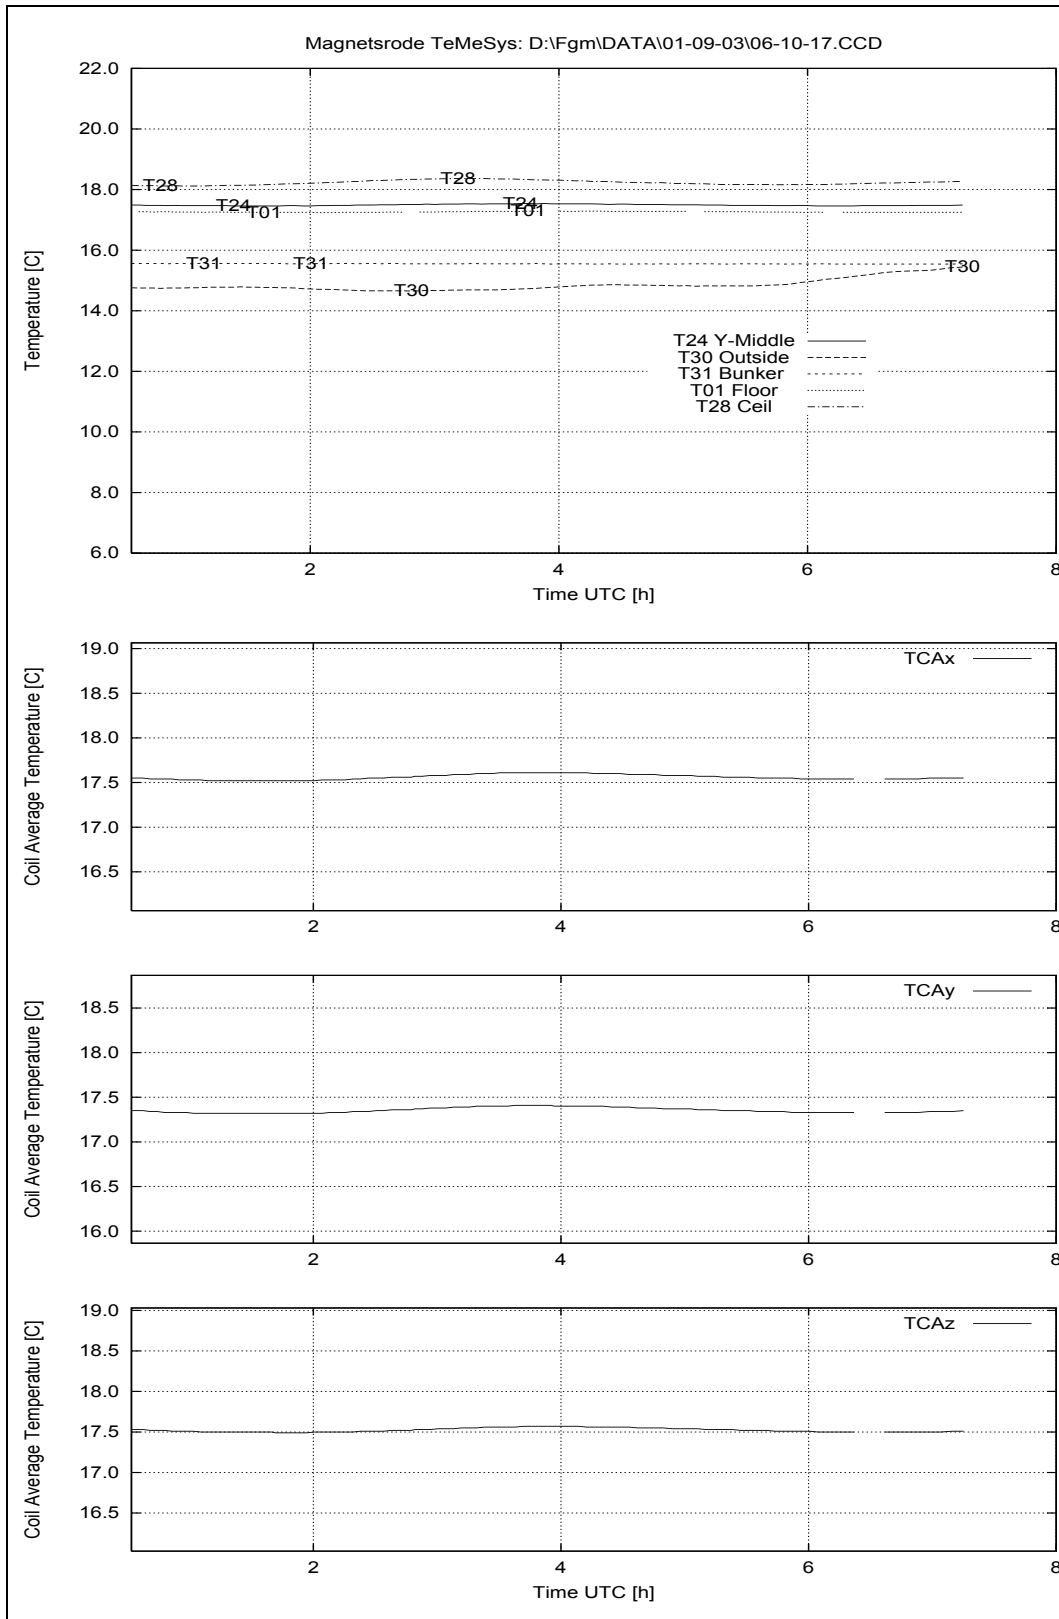 Magnetsrode TeMeSys: D:\Fgm\DATA\01-09-03\06-10-17.CCD
22.0
20.0
18.0
16.0
14.0
12.0
10.0
8.0
6.0
Temperature [C]
T28
T28
T24
T24
T01
T01
T31
T31
T30
T30
T24 Y-Middle
T30 Outside
T31 Bunker
T01 Floor
T28 Ceil
2 4 6 8
Time UTC [h]
19.0
18.5
18.0
17.5
17.0
16.5
Coil Average Temperature [C]
TCAx
2 4 6 8
18.5
18.0
17.5
17.0
16.5
16.0
Coil Average Temperature [C]
TCAy
2 4 6 8
19.0
18.5
18.0
17.5
17.0
16.5
Coil Average Temperature [C]
TCAz
2 4 6 8
Time UTC [h]